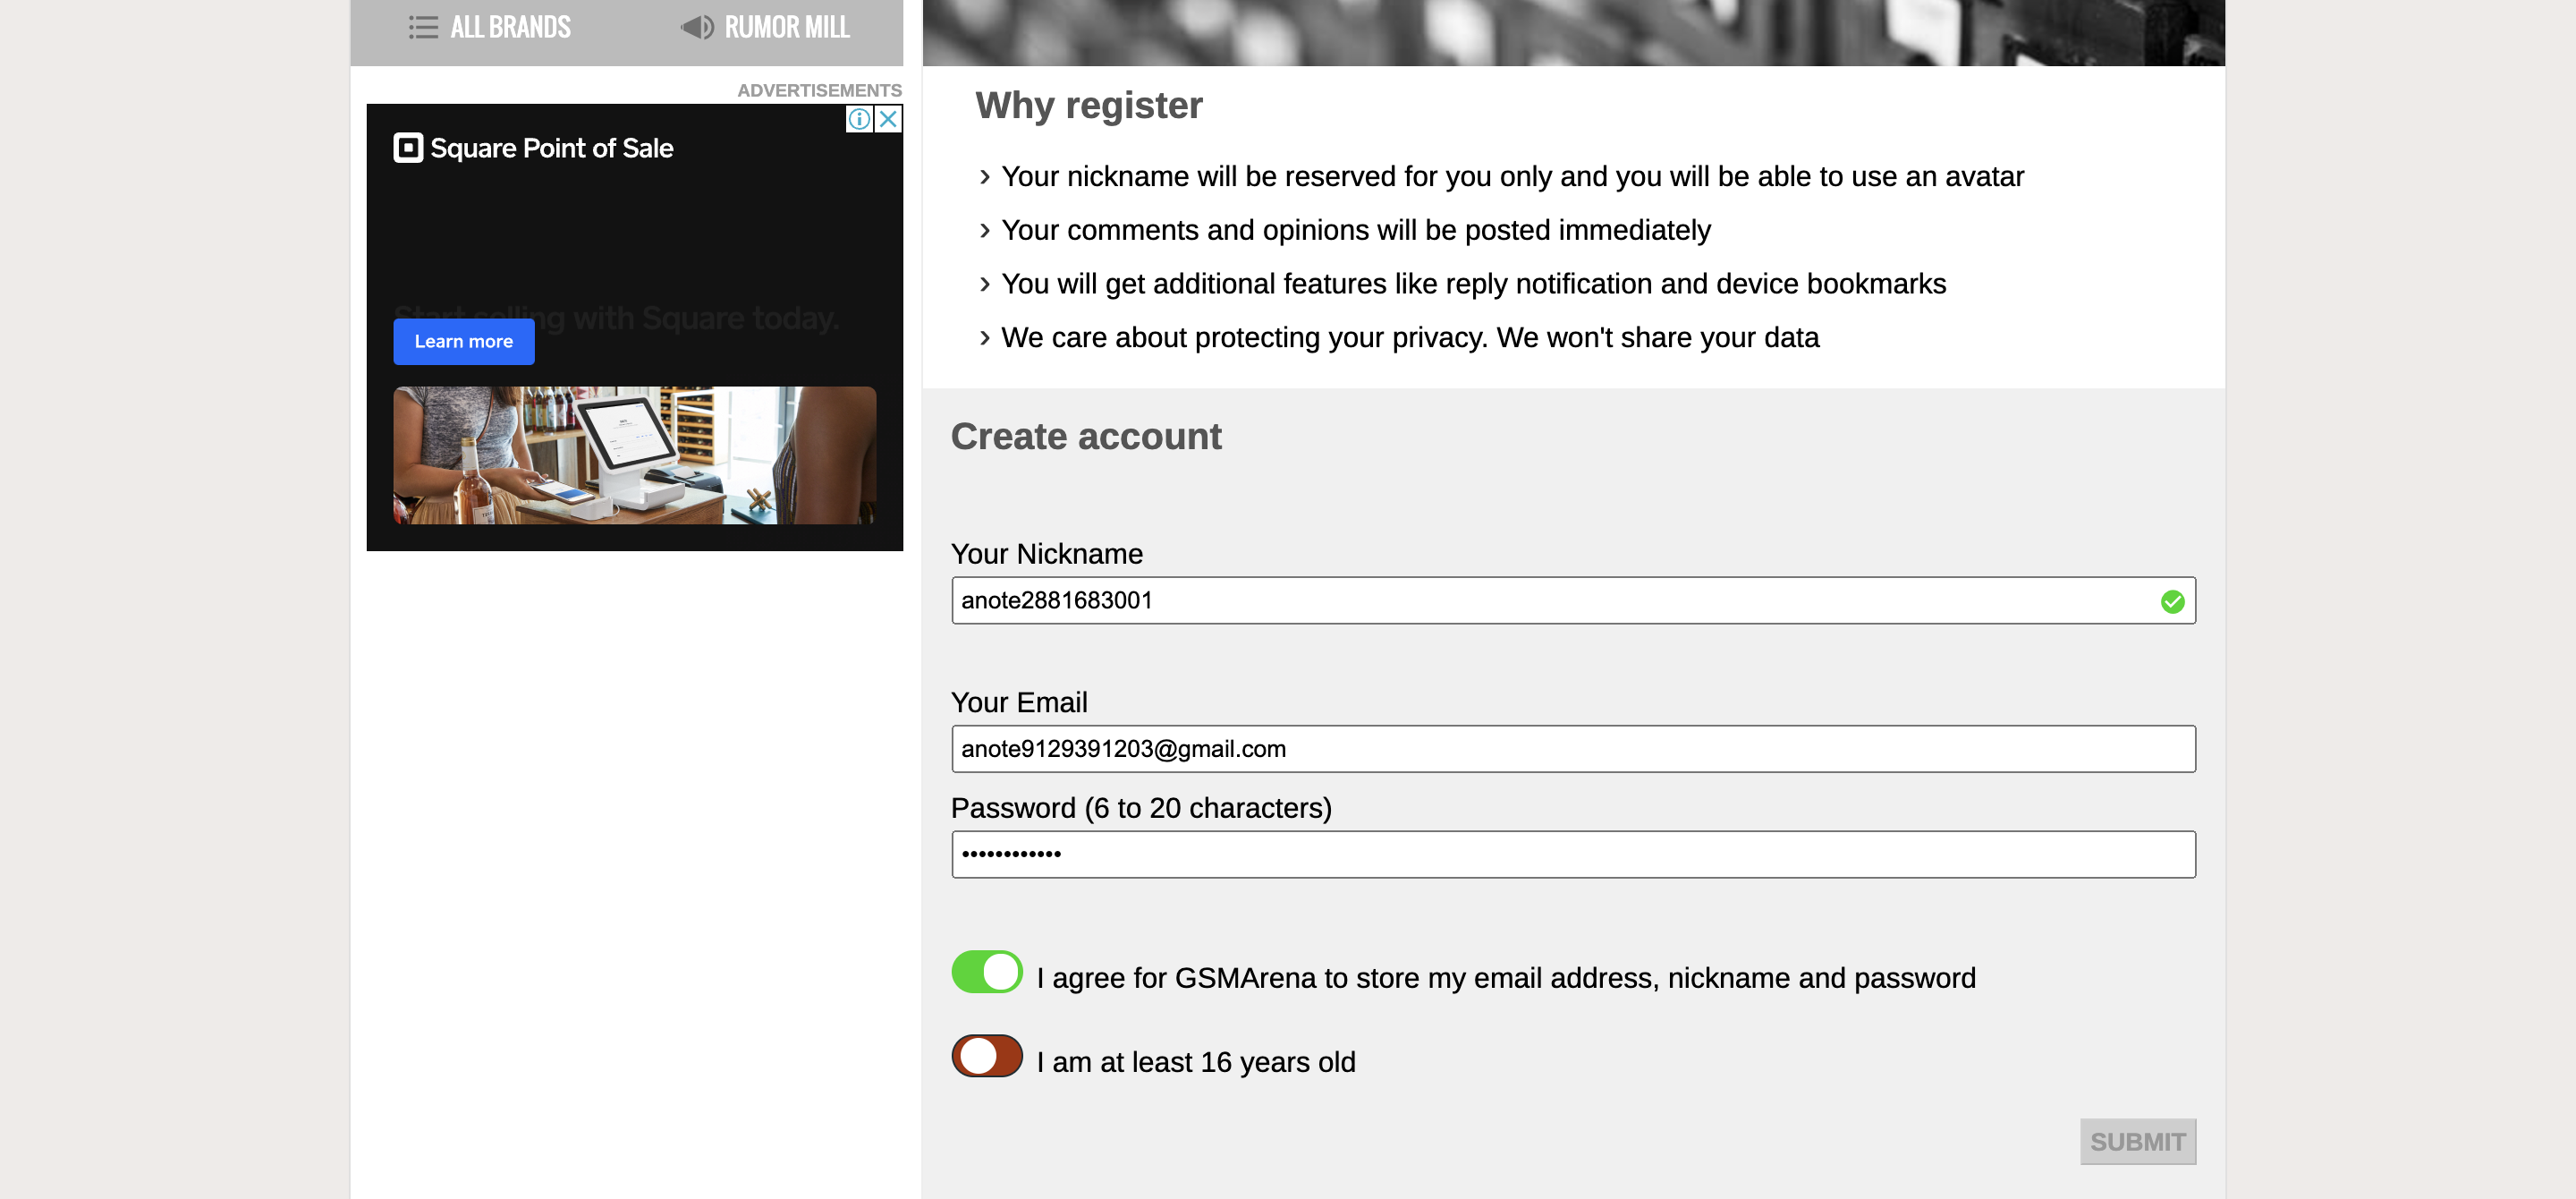 ALL BRANDS
RUMOR MILL
ADVERTISEMENTS
Square Point of Sale
Start selling with Square today.
Learn more
Why register
› Your nickname will be reserved for you only and you will be able to use an avatar
› Your comments and opinions will be posted immediately
› You will get additional features like reply notification and device bookmarks
› We care about protecting your privacy. We won't share your data
Create account
Your Nickname
anote2881683001
Your Email
anote9129391203@gmail.com
Password (6 to 20 characters)
••••••••••••
I agree for GSMArena to store my email address, nickname and password
I am at least 16 years old
SUBMIT